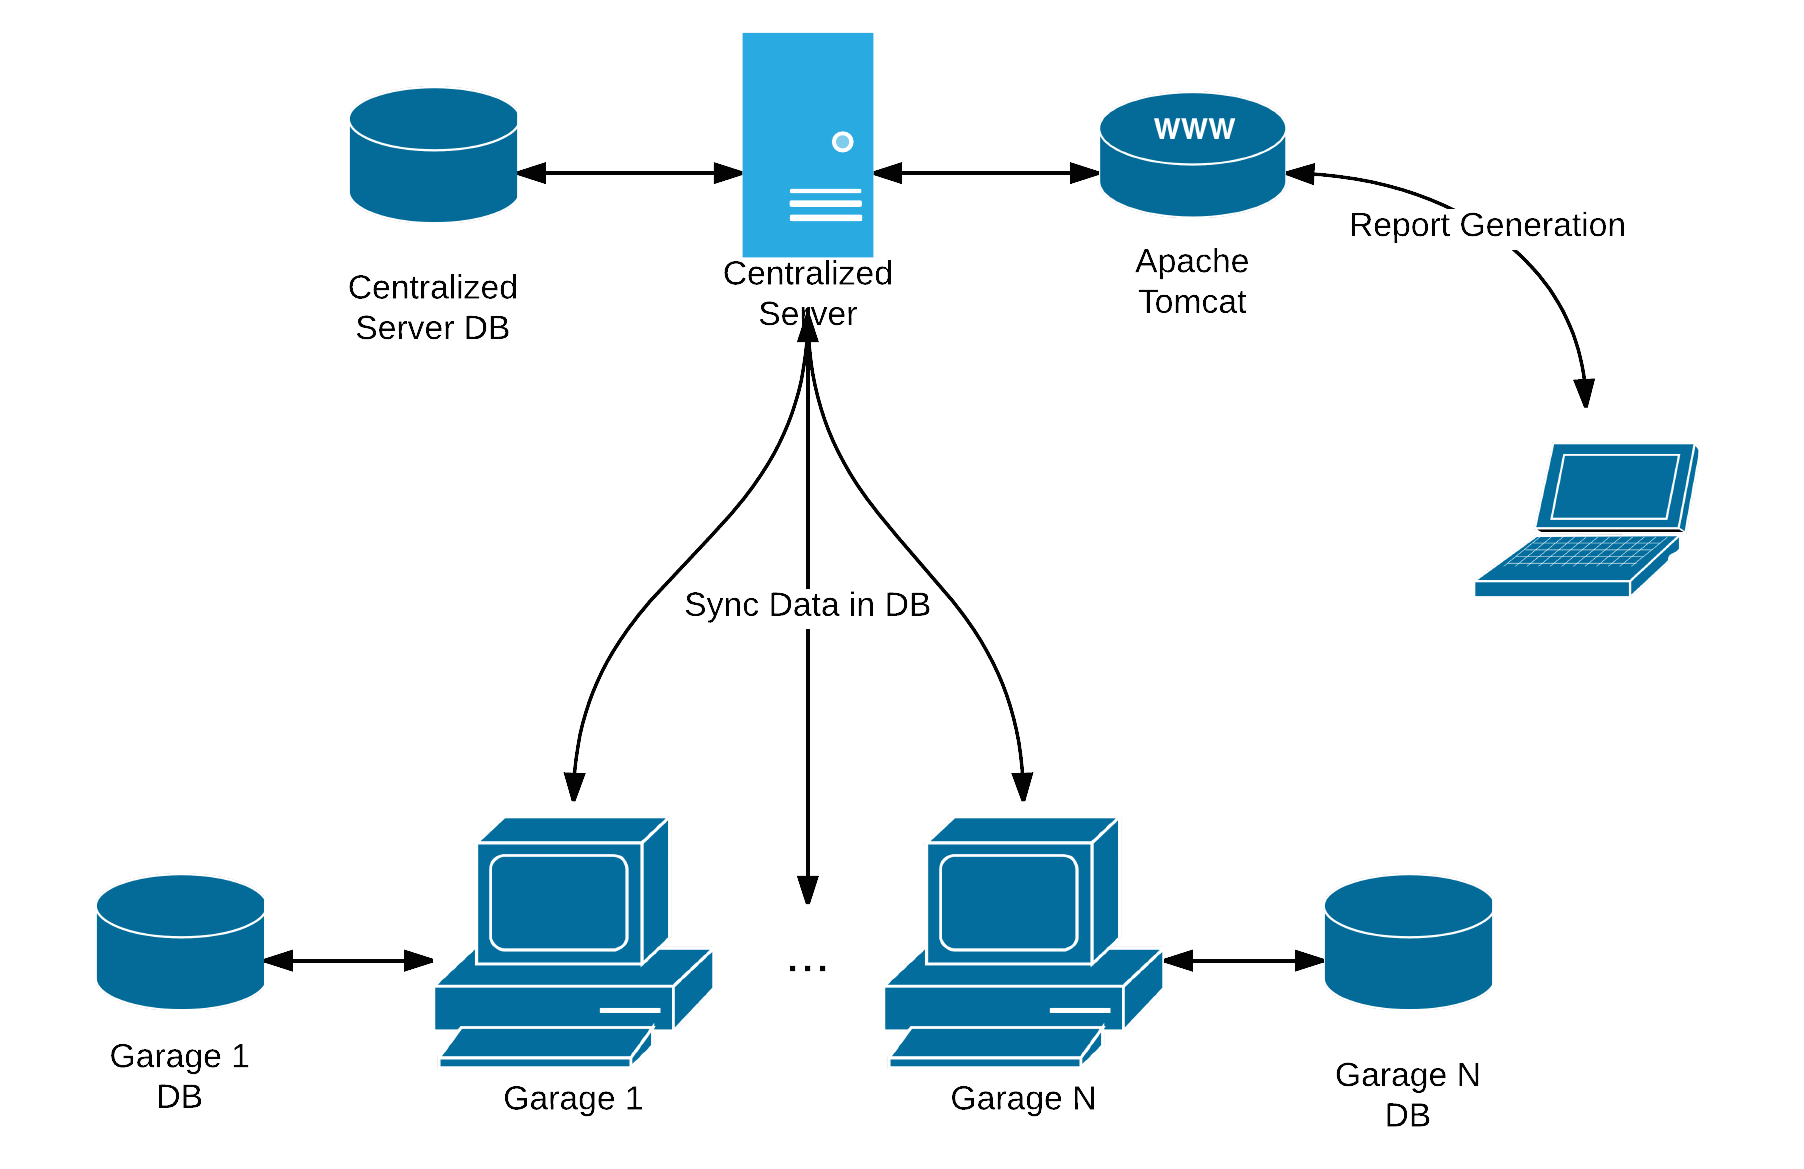 WWW
Centralized
Server DB
Centralized
Server
Apache
Tomcat
Report Generation
Sync Data in DB
...
Garage 1
DB
Garage 1
Garage N
Garage N
DB